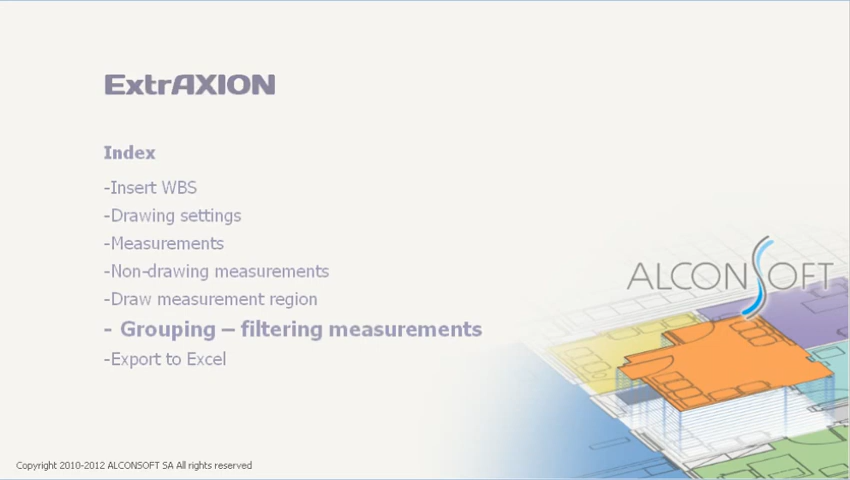 ExtrAXION
Index
-Insert WBS
-Drawing settings
-Measurements
-Non-drawing measurements
-Draw measurement region
- Grouping – filtering measurements
-Export to Excel
ALCONSOFT
Copyright 2010-2012 ALCONSOFT SA All rights reserved